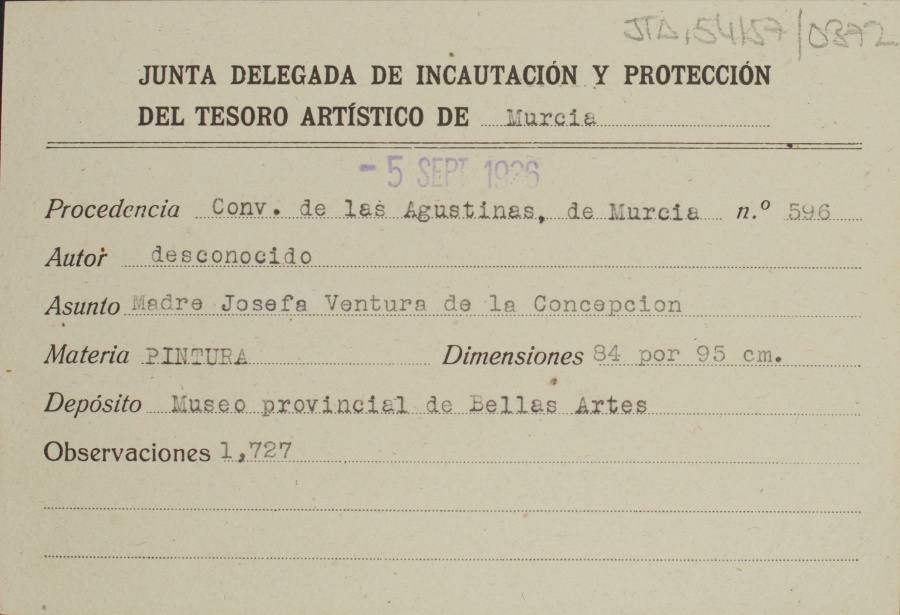 JTD, 54157/0372
JUNTA DELEGADA DE INCAUTACIÓN Y PROTECCIÓN
DEL TESORO ARTÍSTICO DE Murcia
- 5 SEPT 1936
Procedencia Conv. de las Agustinas, de Murcia n.º 596
Autor desconocido
Asunto Madre Josefa Ventura de la Concepcion
Materia PINTURA Dimensiones 84 por 95 cm.
Depósito Museo provincial de Bellas Artes
Observaciones 1,727